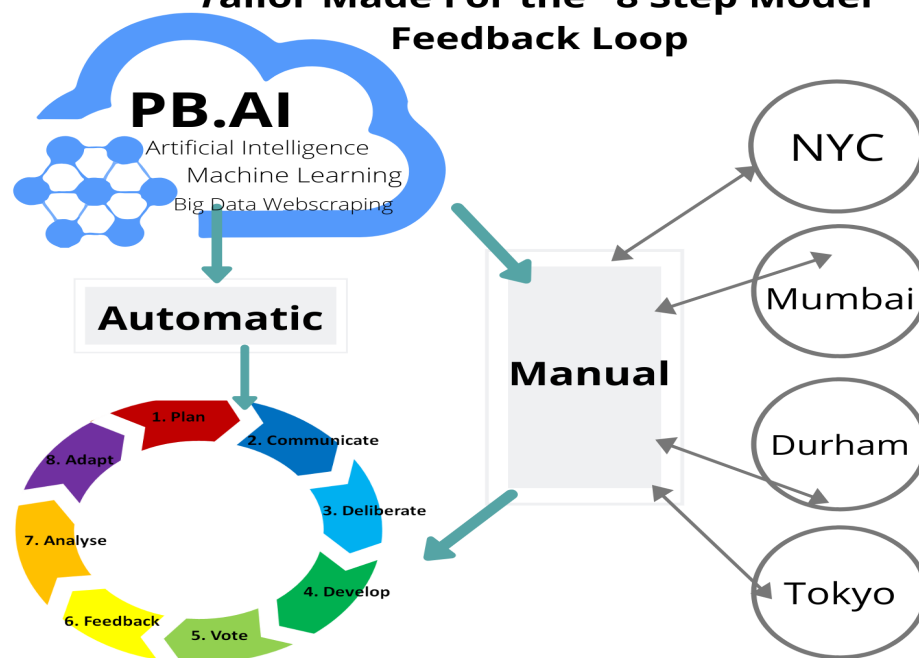 Tailor Made For the "8 Step Model"
Feedback Loop
PB.AI
Artificial Intelligence
Machine Learning
Big Data Webscraping
Automatic
Manual
NYC
Mumbai
Durham
Tokyo
1. Plan
2. Communicate
3. Deliberate
4. Develop
5. Vote
6. Feedback
7. Analyse
8. Adapt